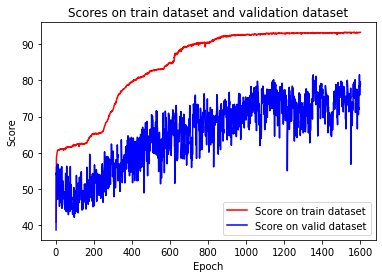 Scores on train dataset and validation dataset
90
80
70
60
50
40
Score
0 200 400 600 800 1000 1200 1400 1600
Epoch
Score on train dataset
Score on valid dataset